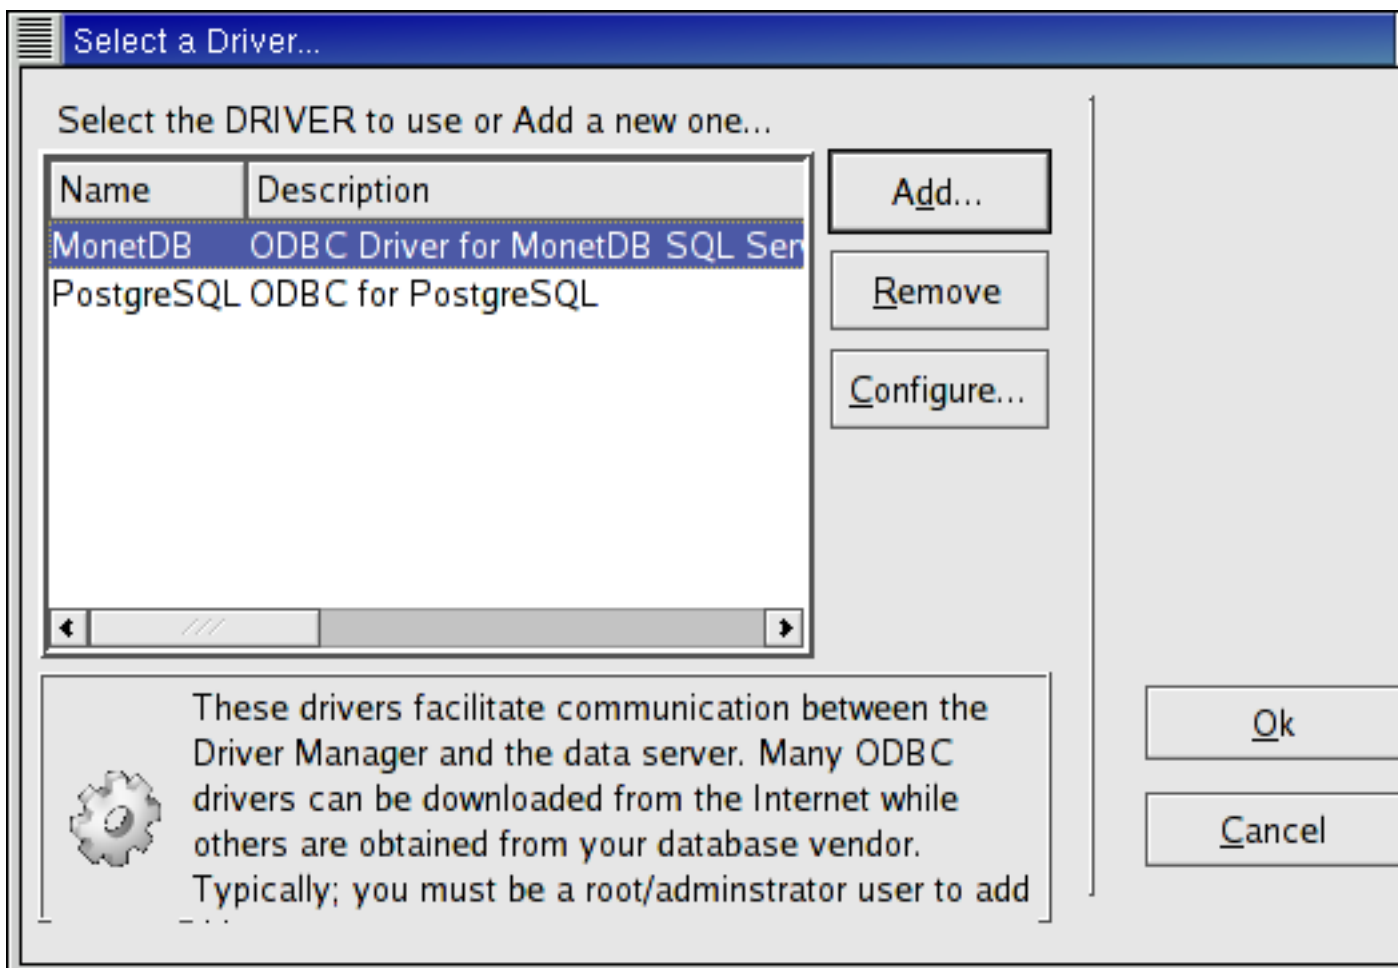 Select a Driver...
Select the DRIVER to use or Add a new one...
Name Description
MonetDB ODBC Driver for MonetDB SQL Serv
PostgreSQL ODBC for PostgreSQL
Add...
Remove
Configure...
These drivers facilitate communication between the
Driver Manager and the data server. Many ODBC
drivers can be downloaded from the Internet while
others are obtained from your database vendor.
Typically; you must be a root/adminstrator user to add
Ok
Cancel